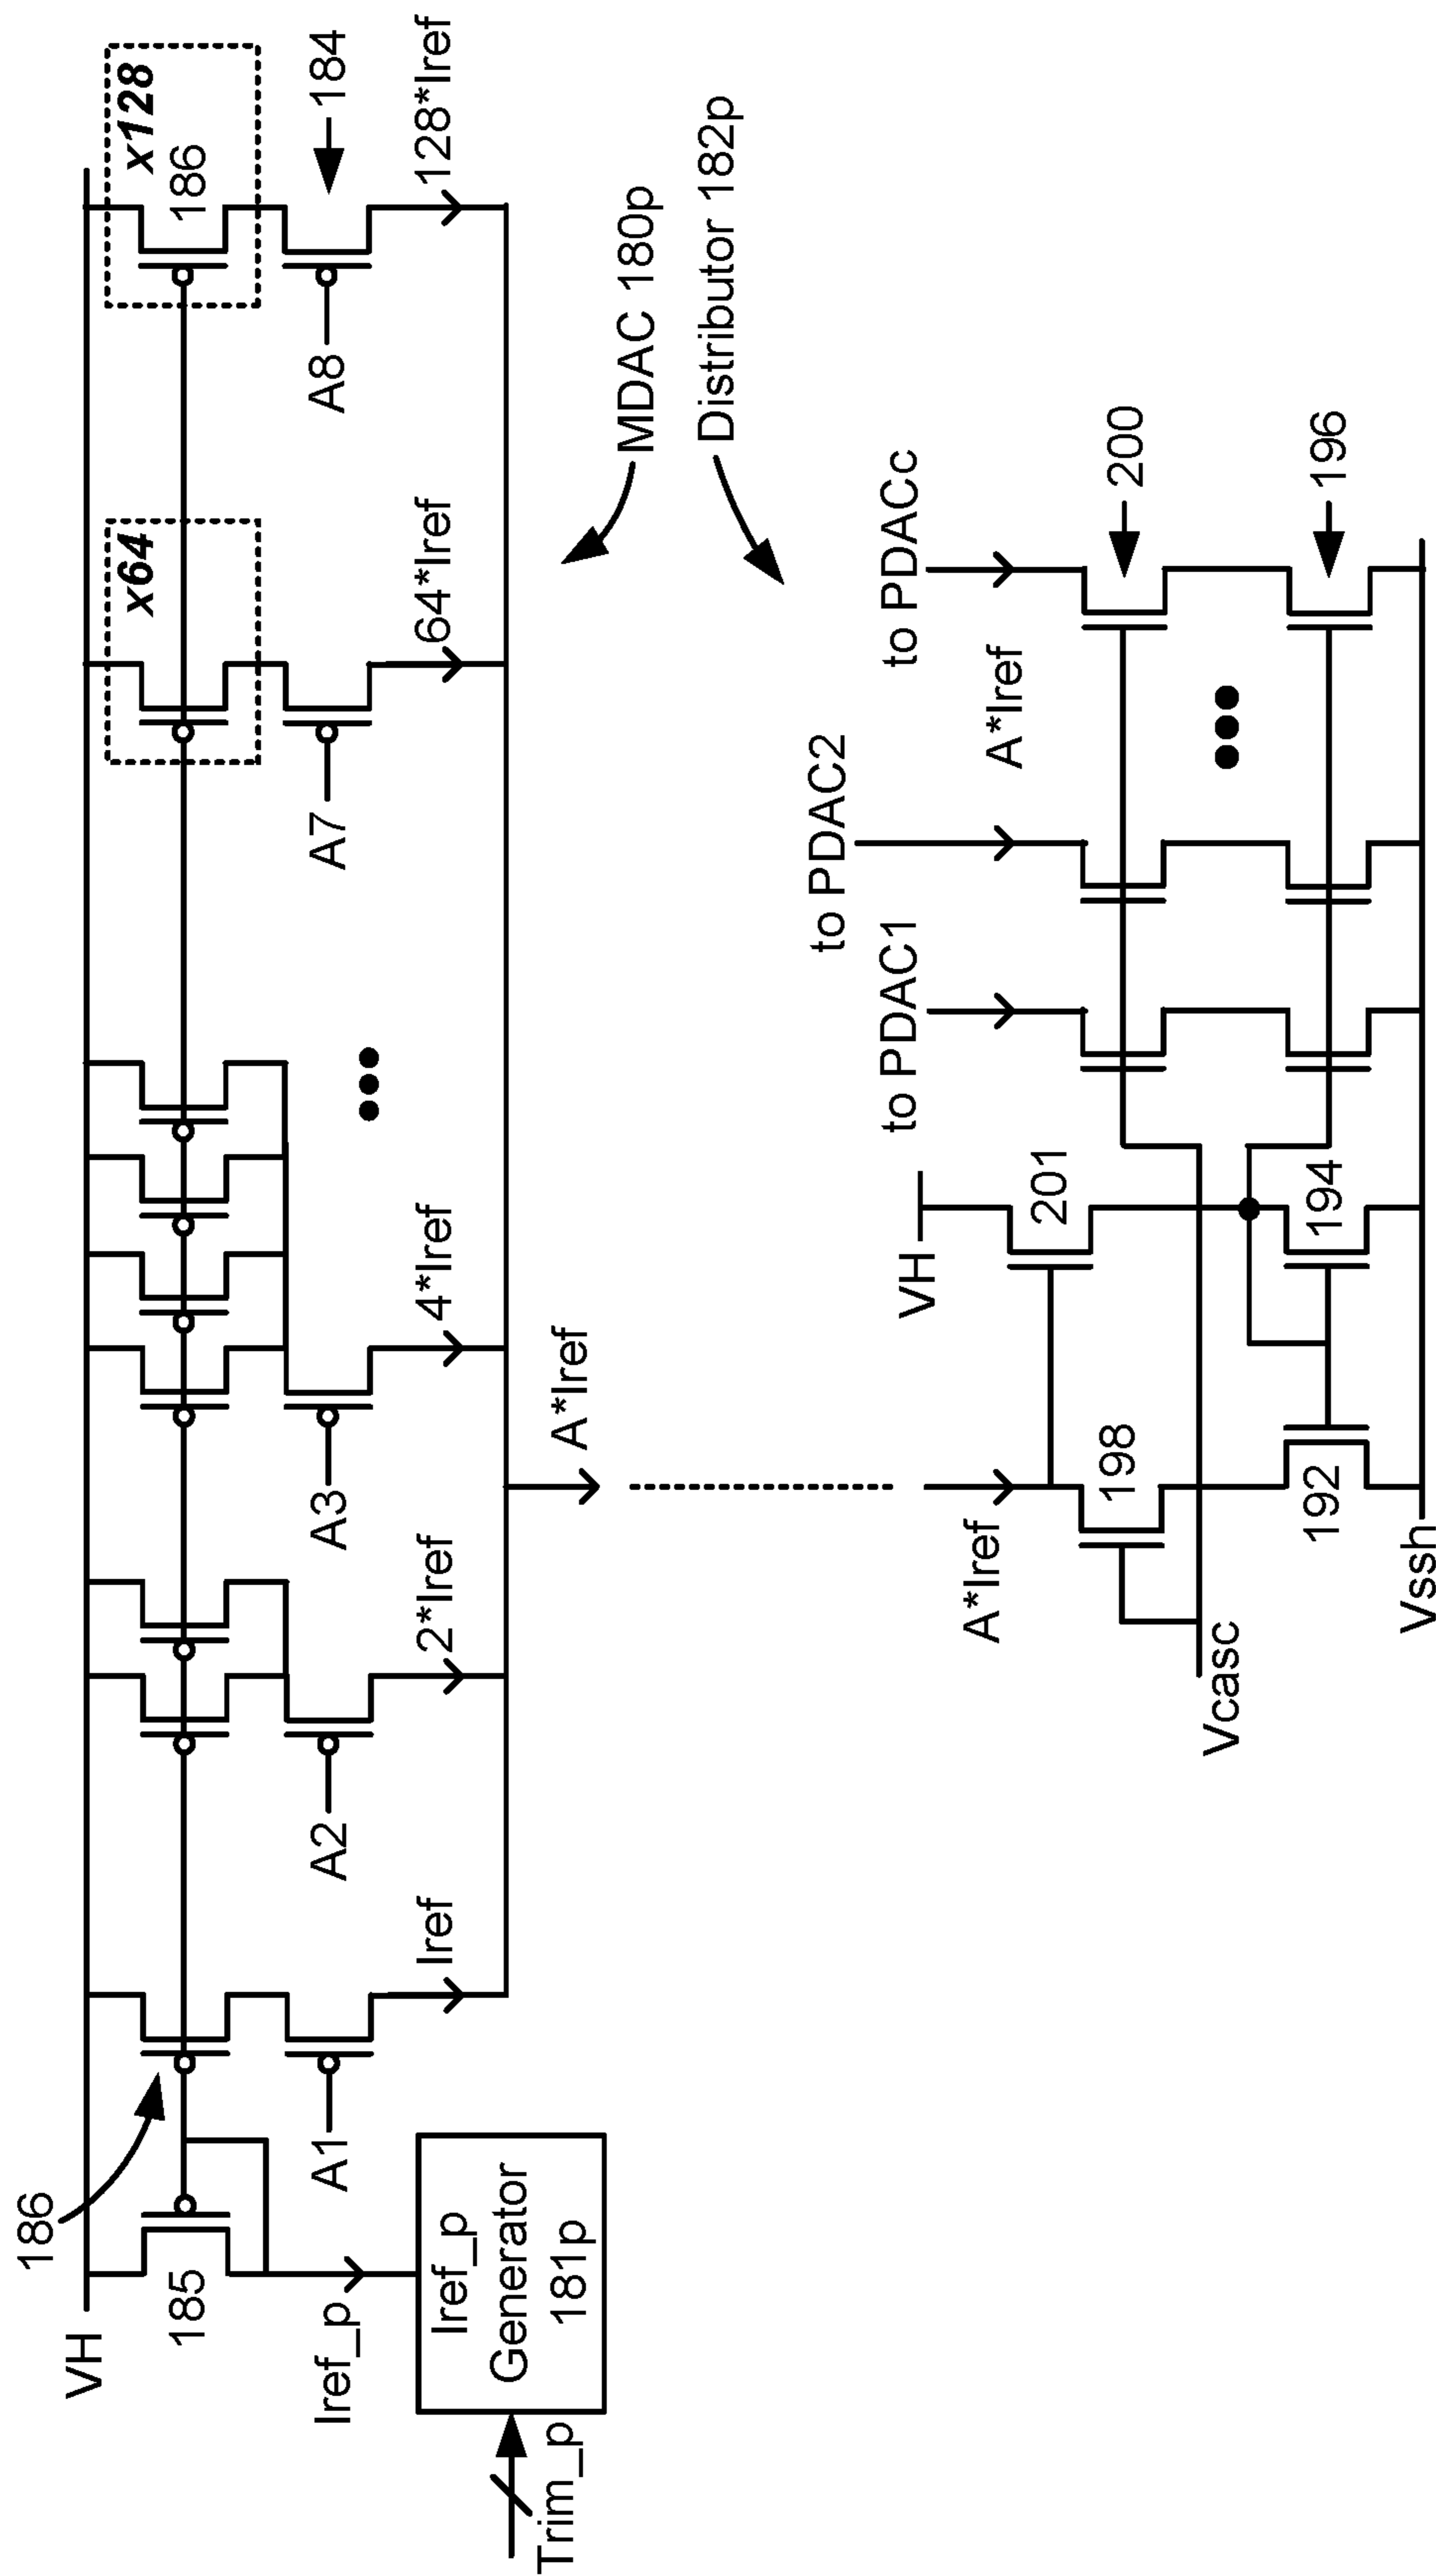 VH
186
185
Iref_p
Trim_p
Iref_p
Generator
181p
A1
Iref
A2
2*Iref
A3
4*Iref
A*Iref
x64
A7
64*Iref
x128
186
184
A8
128*Iref
MDAC 180p
Distributor 182p
A*Iref
198
Vcasc
192
Vssh
VH
201
194
to PDAC1
to PDAC2
A*Iref
to PDACc
200
196